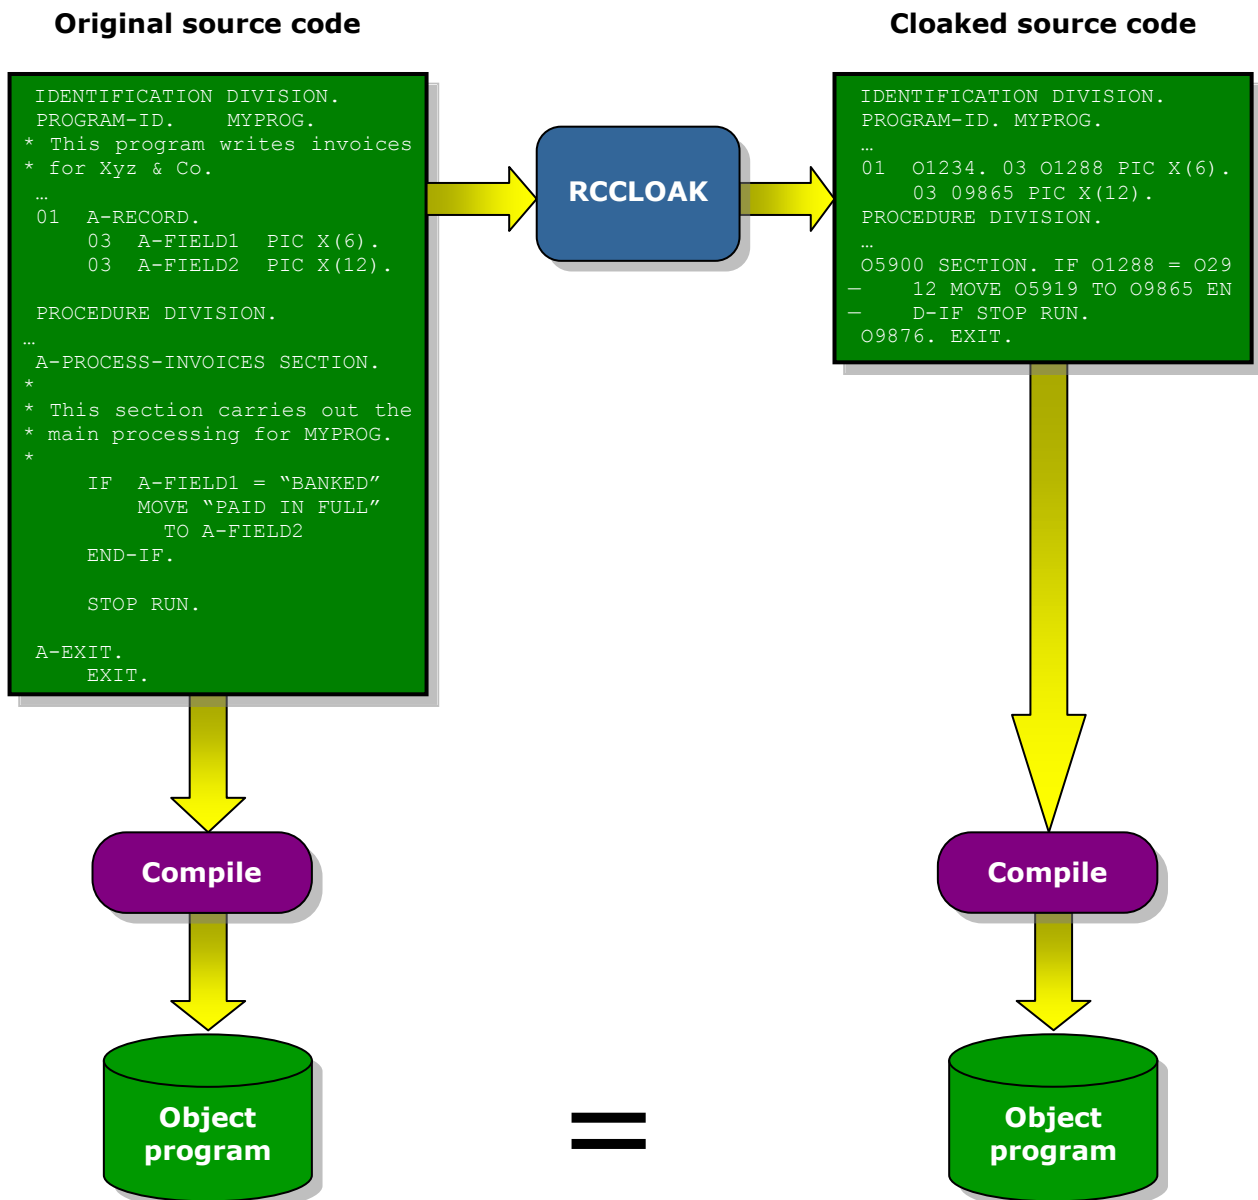 Original source code
IDENTIFICATION DIVISION.
PROGRAM-ID.    MYPROG.
* This program writes invoices
* for Xyz & Co.
…
01  A-RECORD.
03  A-FIELD1  PIC X(6).
03  A-FIELD2  PIC X(12).
PROCEDURE DIVISION.
…
A-PROCESS-INVOICES SECTION.
*
* This section carries out the
* main processing for MYPROG.
*
IF  A-FIELD1 = “BANKED”
MOVE “PAID IN FULL”
TO A-FIELD2
END-IF.
STOP RUN.
A-EXIT.
EXIT.
RCCLOAK
Cloaked source code
IDENTIFICATION DIVISION.
PROGRAM-ID. MYPROG.
…
01  O1234. 03 O1288 PIC X(6).
03 09865 PIC X(12).
PROCEDURE DIVISION.
…
O5900 SECTION. IF O1288 = O29
–    12 MOVE O5919 TO O9865 EN
–    D-IF STOP RUN.
O9876. EXIT.
Compile
Compile
Object
program
=
Object
program